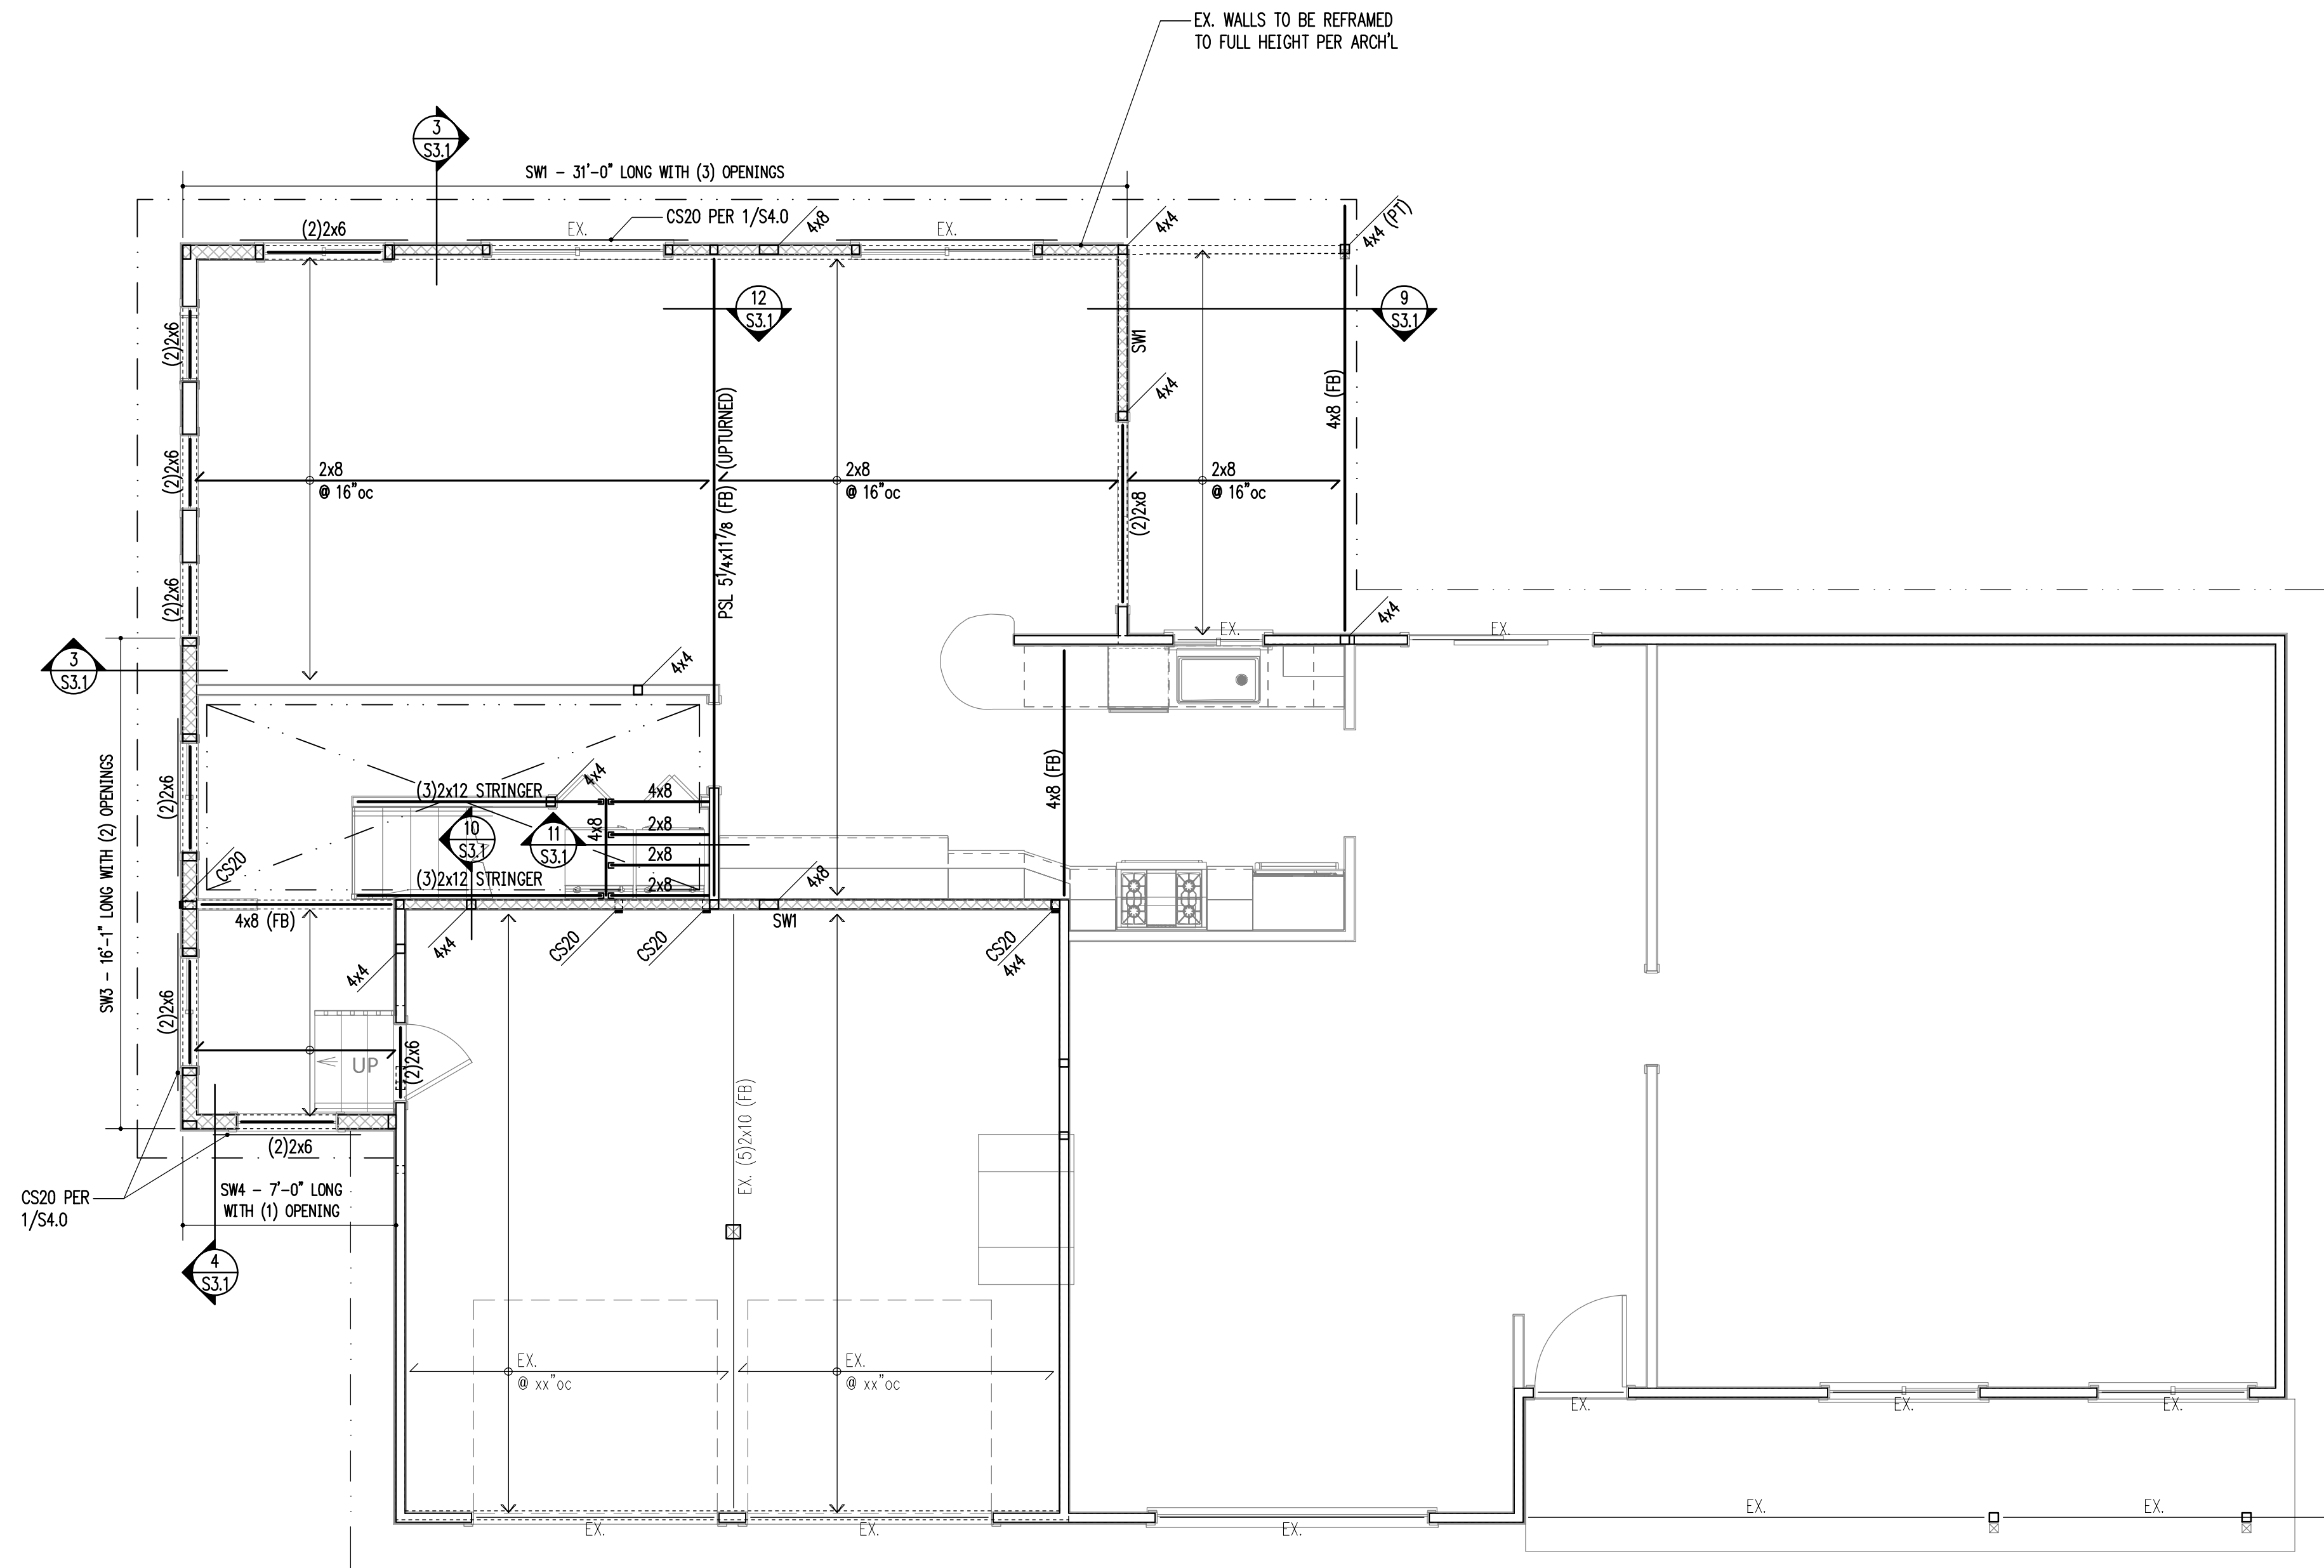 EX. WALLS TO BE REFRAMED
TO FULL HEIGHT PER ARCH'L
3
S3.1
SW1 - 31'-0" LONG WITH (3) OPENINGS
(2)2x6
EX.
CS20 PER 1/S4.0
4x8
EX.
4x4
4x4 (PT)
12
S3.1
9
S3.1
(2)2x6
SW1
4x4
4x8 (FB)
PSL 5 1/4x11 7/8 (FB) (UPTURNED)
(2)2x6
2x8
@ 16"oc
2x8
@ 16"oc
(2)2x8
2x8
@ 16"oc
(2)2x6
4x4
EX.
EX.
3
S3.1
4x4
SW3 - 16'-1" LONG WITH (2) OPENINGS
(2)2x6
(3)2x12 STRINGER
4x4
4x8
4x8 (FB)
10
S3.1
11
S3.1
4x8
2x8
2x8
2x8
CS20
(3)2x12 STRINGER
4x8
4x8 (FB)
SW1
4x4
4x4
CS20
CS20
CS20
4x4
(2)2x6
UP
(2)2x6
EX. (5)2x10 (FB)
(2)2x6
CS20 PER
1/S4.0
SW4 - 7'-0" LONG
WITH (1) OPENING
4
S3.1
EX.
@ xx"oc
EX.
@ xx"oc
EX.
EX.
EX.
EX.
EX.
EX.
EX.
EX.